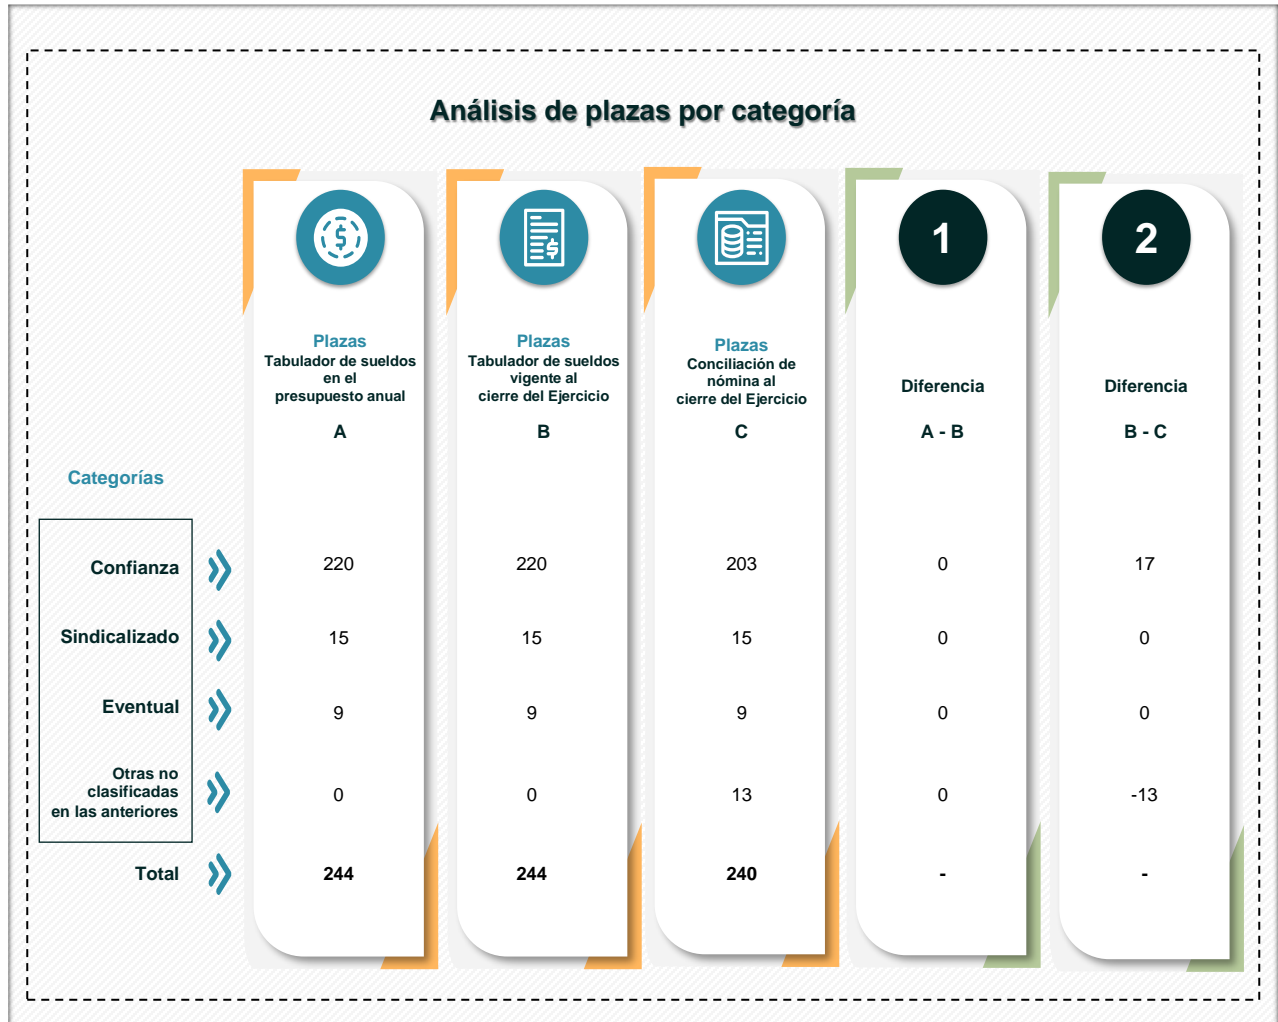 Análisis de plazas por categoría
Plazas
Tabulador de sueldos
en el
presupuesto anual
A
Plazas
Tabulador de sueldos
vigente al
cierre del Ejercicio
B
Plazas
Conciliación de
nómina al
cierre del Ejercicio
C
1
Diferencia
A - B
2
Diferencia
B - C
Categorías
Confianza 220 220 203 0 17
Sindicalizado 15 15 15 0 0
Eventual 9 9 9 0 0
Otras no
clasificadas
en las anteriores 0 0 13 0 -13
Total 244 244 240 - -